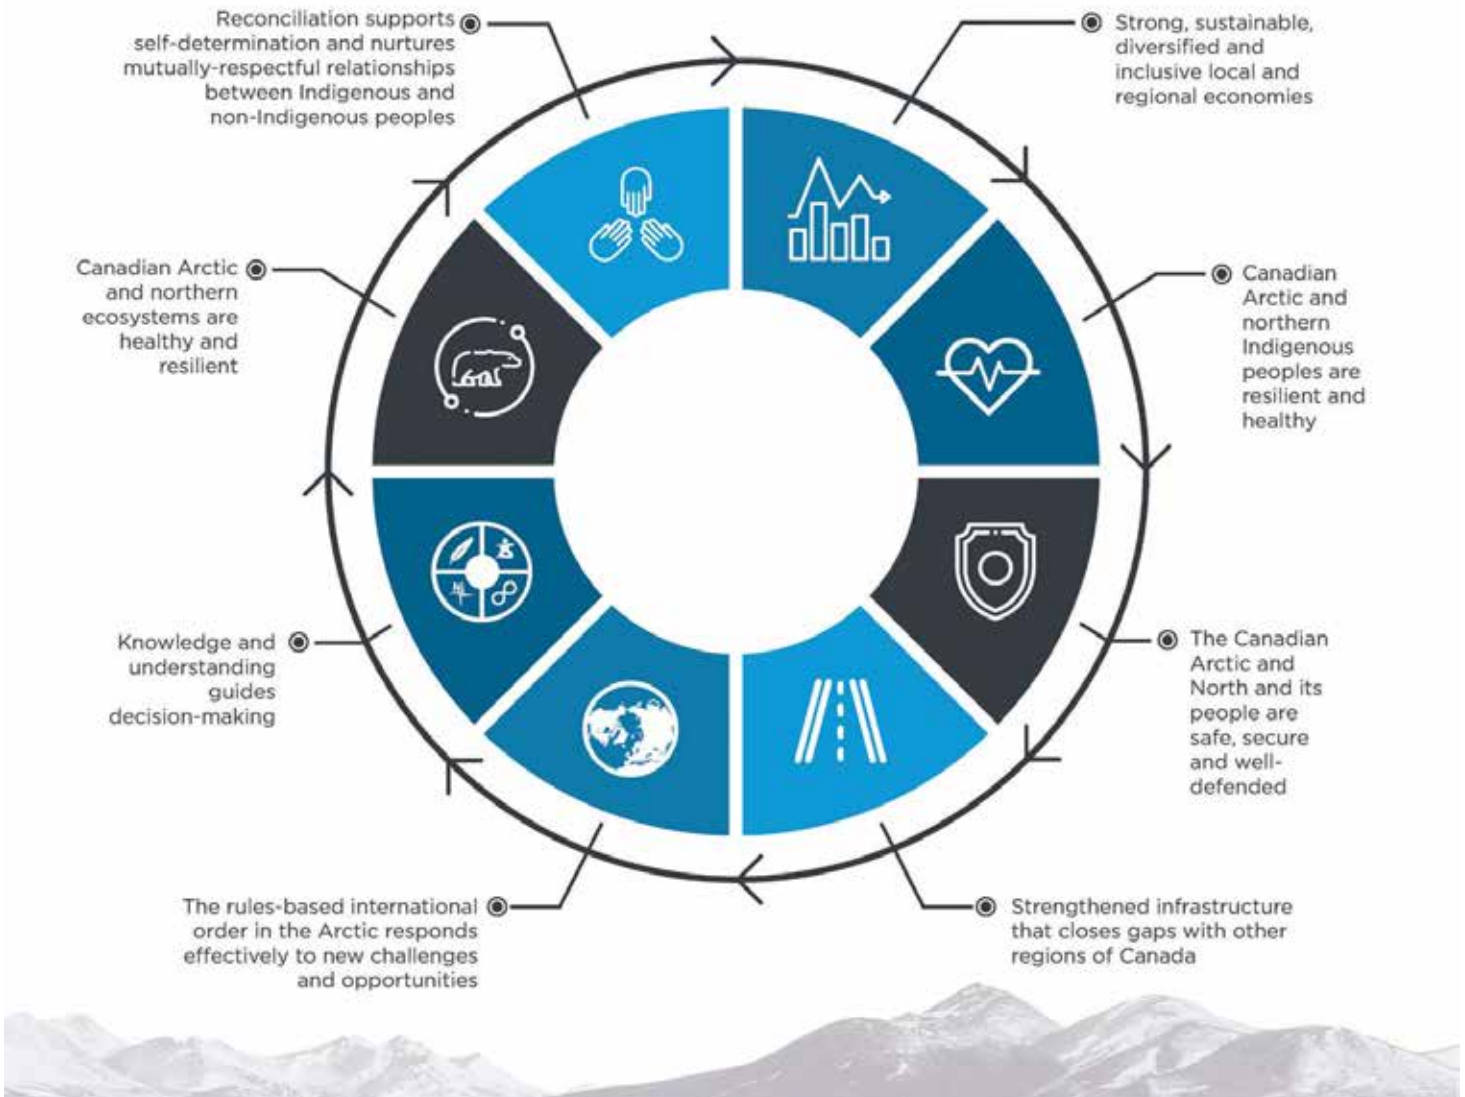 Reconciliation supports
self-determination and nurtures
mutually-respectful relationships
between Indigenous and
non-Indigenous peoples
Strong, sustainable,
diversified and
inclusive local and
regional economies
Canadian
Arctic and
northern
Indigenous
peoples are
resilient and
healthy
The Canadian
Arctic and
North and its
people are
safe, secure
and well-
defended
Strengthened infrastructure
that closes gaps with other
regions of Canada
The rules-based international
order in the Arctic responds
effectively to new challenges
and opportunities
Knowledge and
understanding
guides
decision-making
Canadian Arctic
and northern
ecosystems are
healthy and
resilient